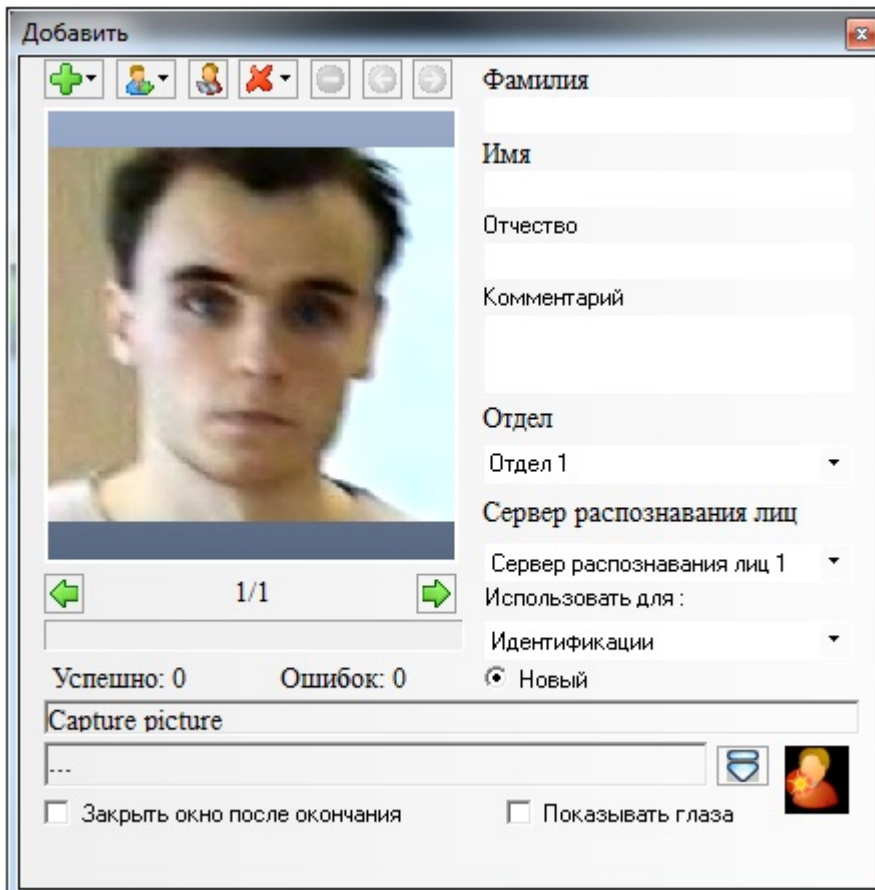 Добавить
Фамилия
Имя
Отчество
Комментарий
Отдел
Отдел 1
Сервер распознавания лиц
Сервер распознавания лиц 1
1/1
Использовать для :
Идентификации
Успешно: 0 Ошибок: 0
Новый
Capture picture
---
Закрыть окно после окончания
Показывать глаза